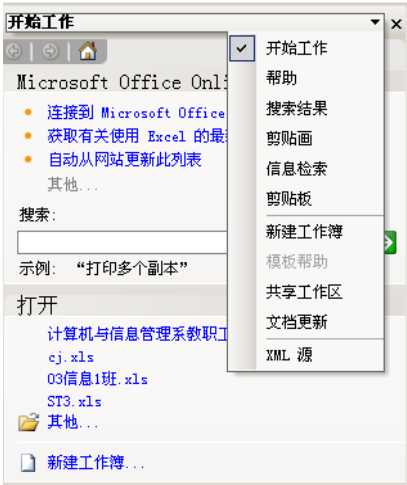 开始工作
Microsoft Office Onli
连接到 Microsoft Office
获取有关使用 Excel 的最
自动从网站更新此列表
其他...
搜索:
示例: “打印多个副本”
打开
计算机与信息管理系教职工
cj.xls
03信息1班.xls
ST3.xls
其他...
新建工作簿...
开始工作
帮助
搜索结果
剪贴画
信息检索
剪贴板
新建工作簿
模板帮助
共享工作区
文档更新
XML 源